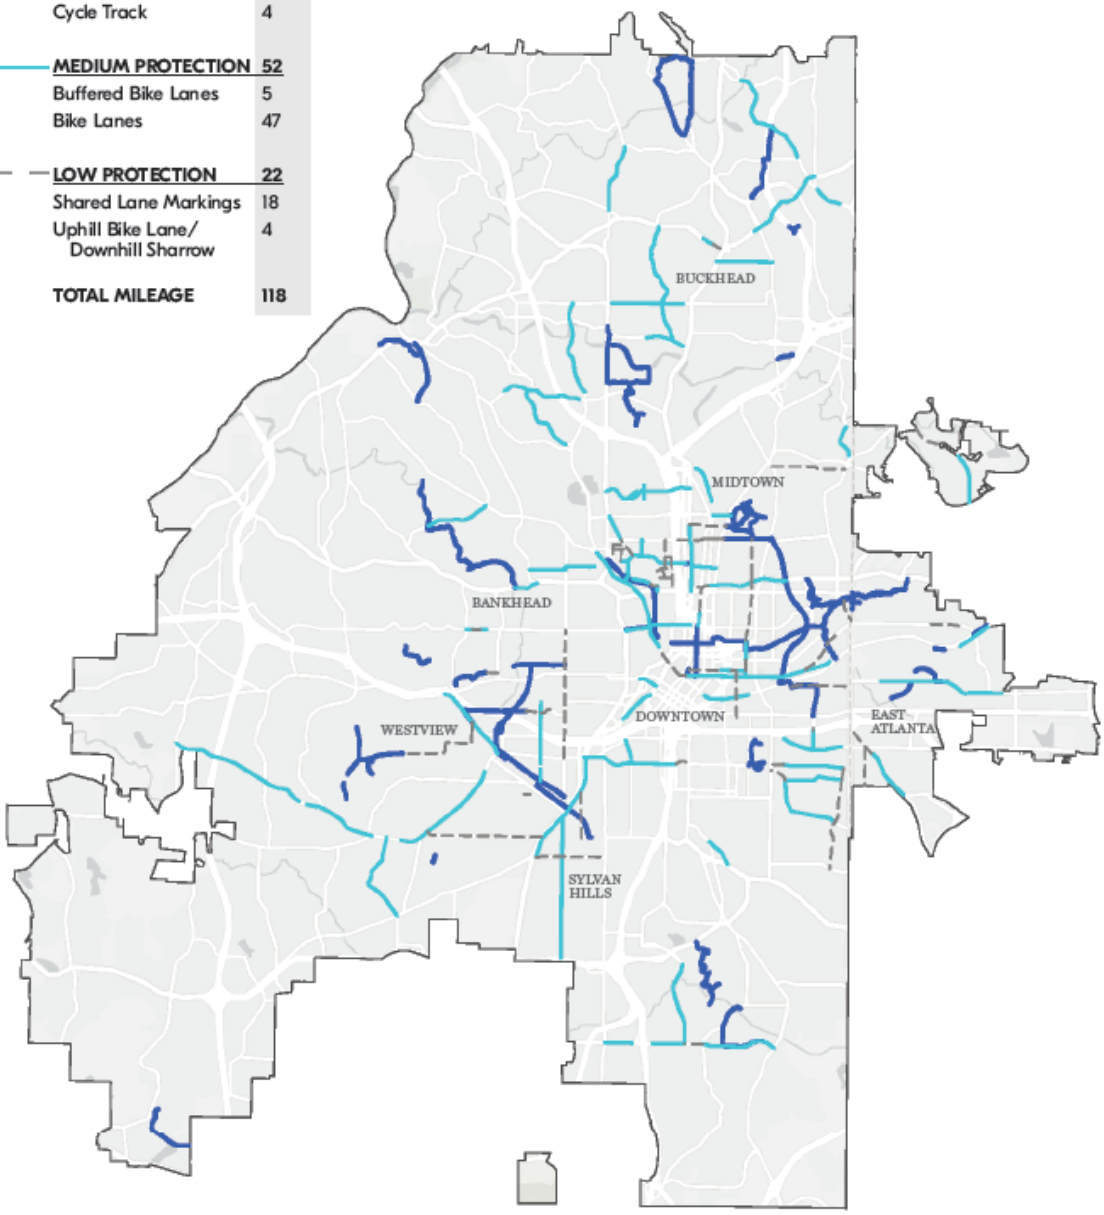 Cycle Track 4
MEDIUM PROTECTION 52
Buffered Bike Lanes 5
Bike Lanes 47
LOW PROTECTION 22
Shared Lane Markings 18
Uphill Bike Lane/ 4
Downhill Sharrow
TOTAL MILEAGE 118
BUCKHEAD
MIDTOWN
BANKHEAD
WESTVIEW
DOWNTOWN
EAST
ATLANTA
SYLVAN
HILLS